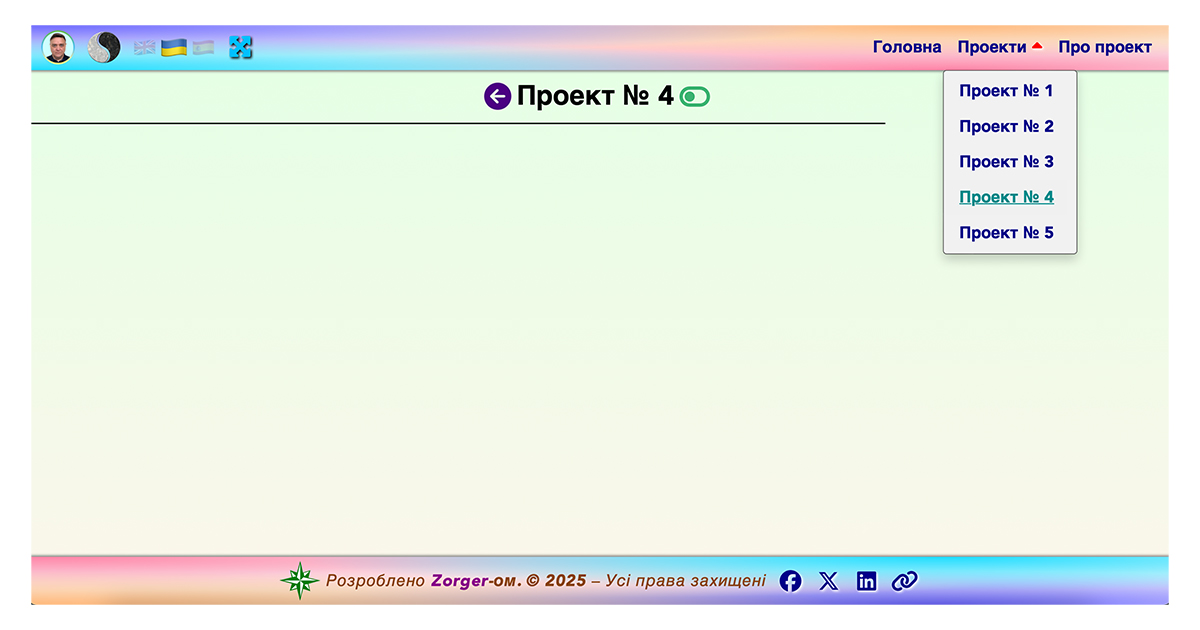 Головна Проекти Про проект
Проект № 4
Проект № 1
Проект № 2
Проект № 3
Проект № 4
Проект № 5
Розроблено Zorger-ом. © 2025 – Усі права захищені